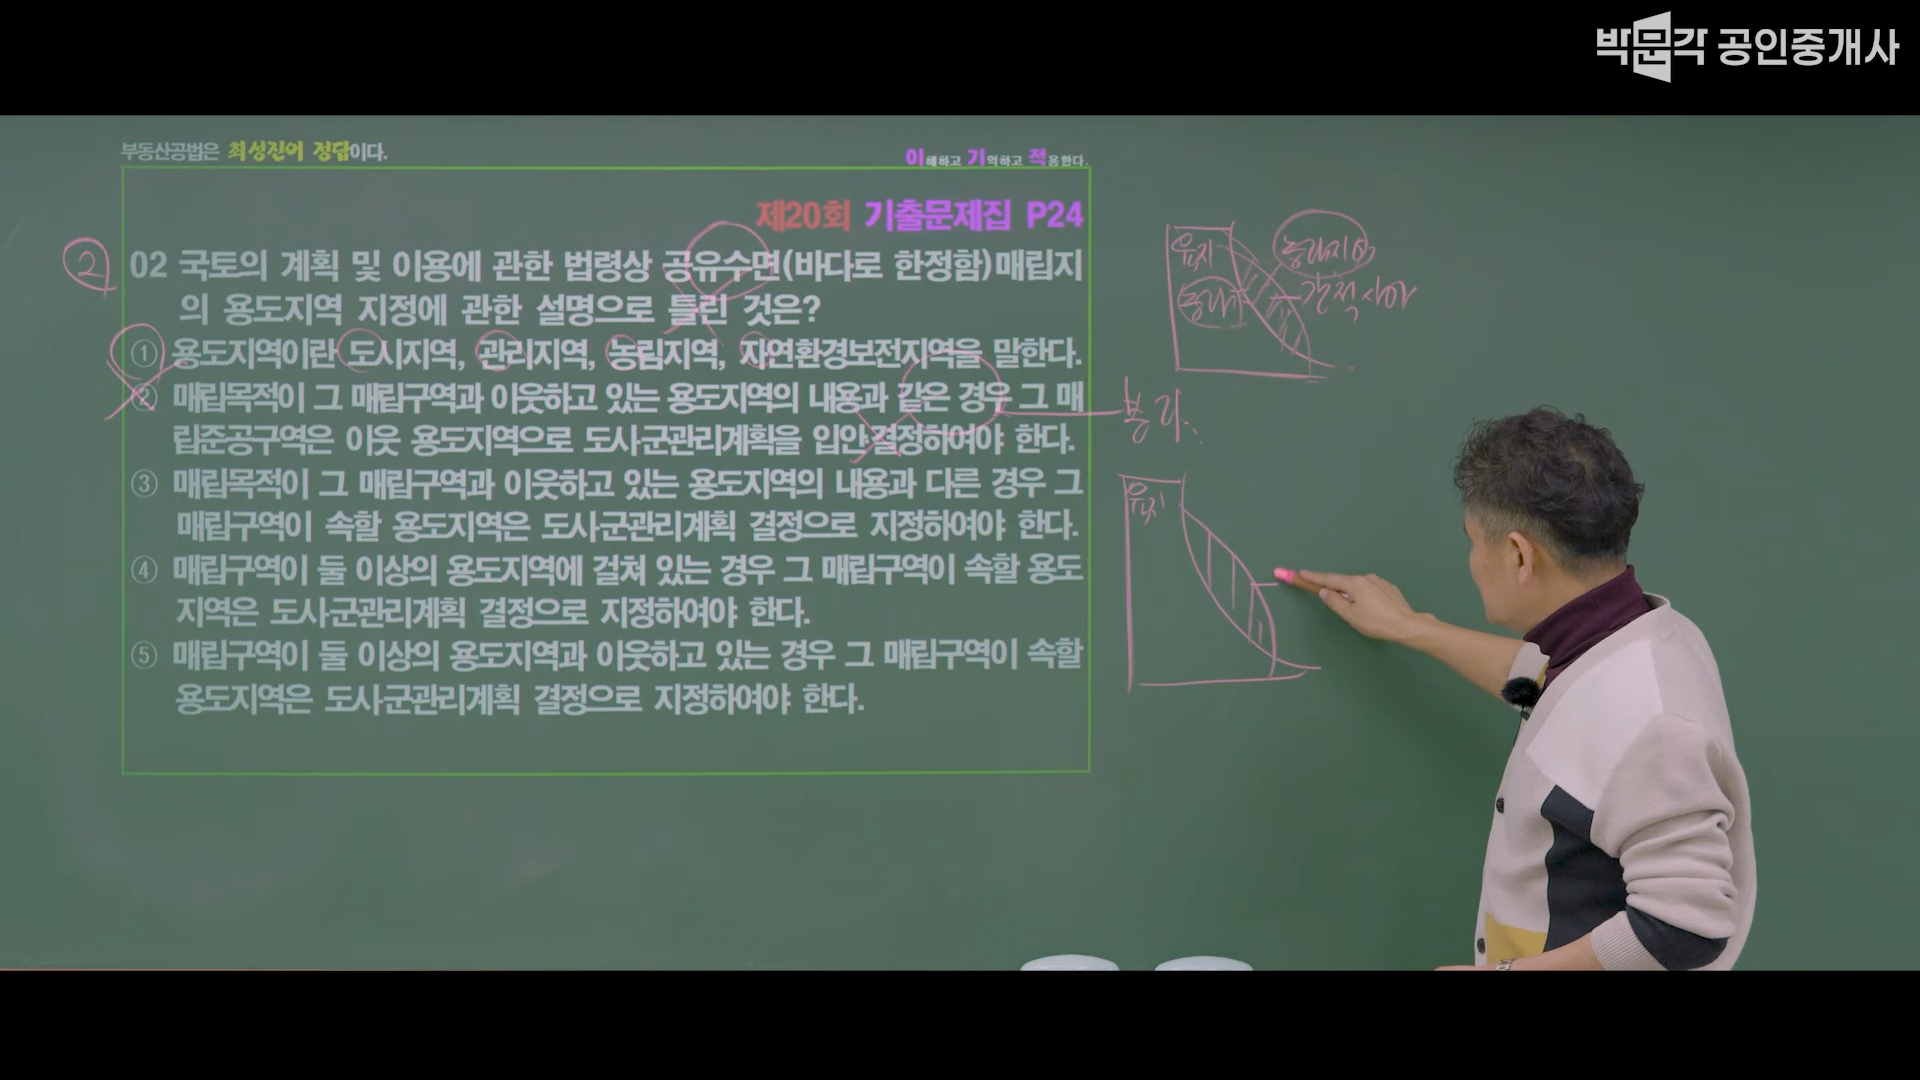 박문각 공인중개사
부동산공법은 최성진이 정답이다.
이해하고 기억하고 적응한다.
제20회 기출문제집 P24
② 02 국토의 계획 및 이용에 관한 법령상 공유수면(바다로 한정함)매립지
의 용도지역 지정에 관한 설명으로 틀린 것은?
① 용도지역이란 도시지역, 관리지역, 농림지역, 자연환경보전지역을 말한다.
② 매립목적이 그 매립구역과 이웃하고 있는 용도지역의 내용과 같은 경우 그 매
립준공구역은 이웃 용도지역으로 도시·군관리계획을 입안·결정하여야 한다.
③ 매립목적이 그 매립구역과 이웃하고 있는 용도지역의 내용과 다른 경우 그
매립구역이 속할 용도지역은 도시·군관리계획 결정으로 지정하여야 한다.
④ 매립구역이 둘 이상의 용도지역에 걸쳐 있는 경우 그 매립구역이 속할 용도
지역은 도시·군관리계획 결정으로 지정하여야 한다.
⑤ 매립구역이 둘 이상의 용도지역과 이웃하고 있는 경우 그 매립구역이 속할
용도지역은 도시·군관리계획 결정으로 지정하여야 한다.
육지
육지